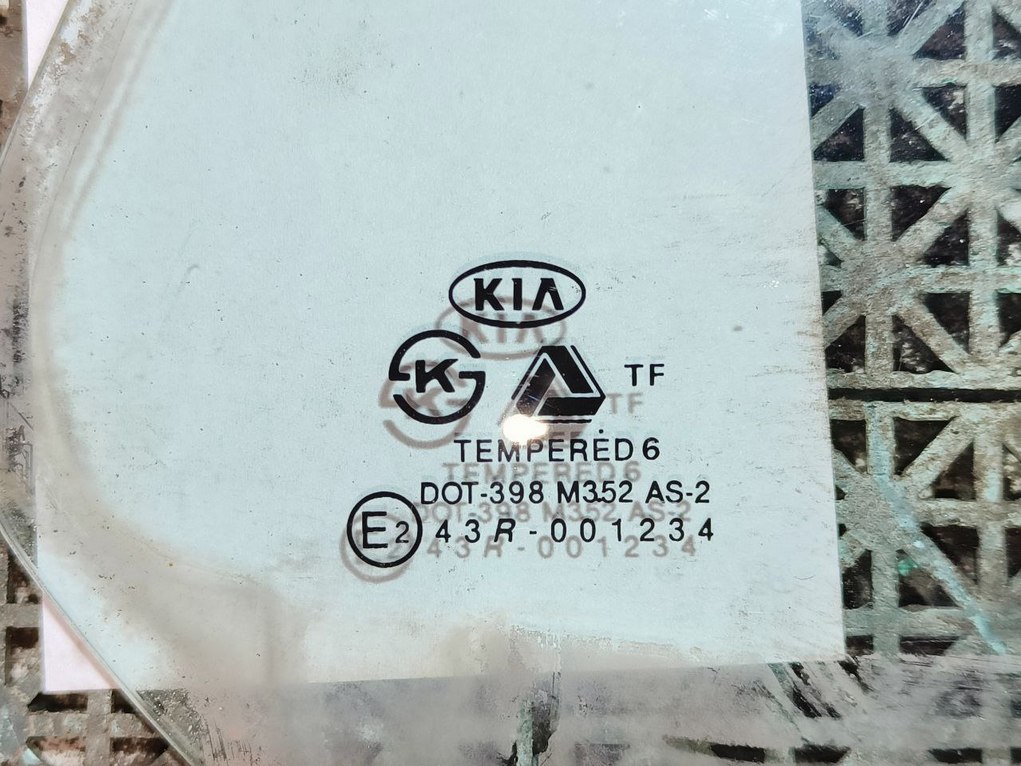 KIA
K
TF
TEMPERED 6
DOT-398 M352 AS-2
E2 43R-001234